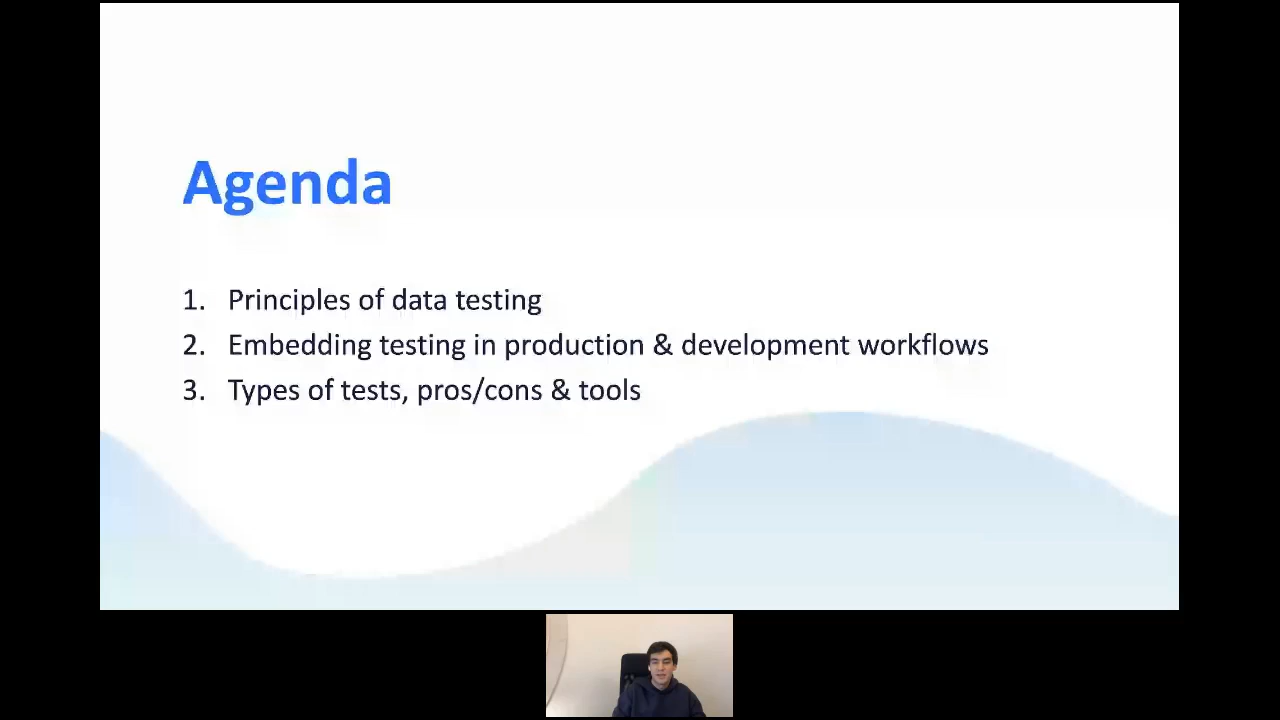 Agenda
1. Principles of data testing
2. Embedding testing in production & development workflows
3. Types of tests, pros/cons & tools